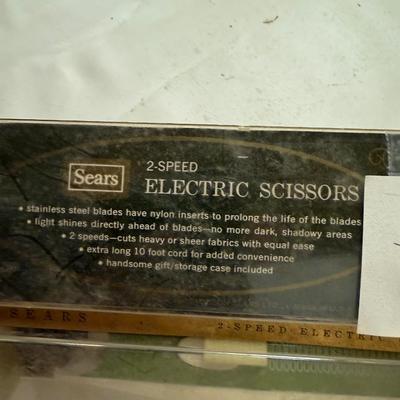 2-SPEED
Sears ELECTRIC SCISSORS
• stainless steel blades have nylon inserts to prolong the life of the blades
• light shines directly ahead of blades—no more dark, shadowy areas
• 2 speeds—cuts heavy or sheer fabrics with equal ease
• extra long 10 foot cord for added convenience
• handsome gift/storage case included
SEARS 2-SPEED ELECTRIC